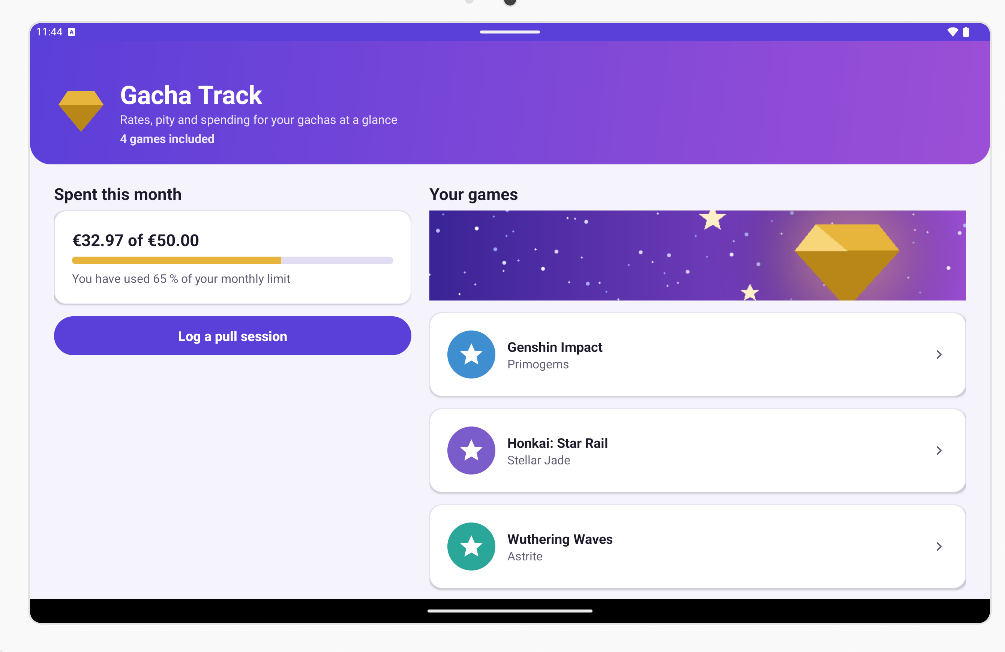 11:44
Gacha Track
Rates, pity and spending for your gachas at a glance
4 games included
Spent this month
€32.97 of €50.00
You have used 65 % of your monthly limit
Log a pull session
Your games
Genshin Impact
Primogems
Honkai: Star Rail
Stellar Jade
Wuthering Waves
Astrite